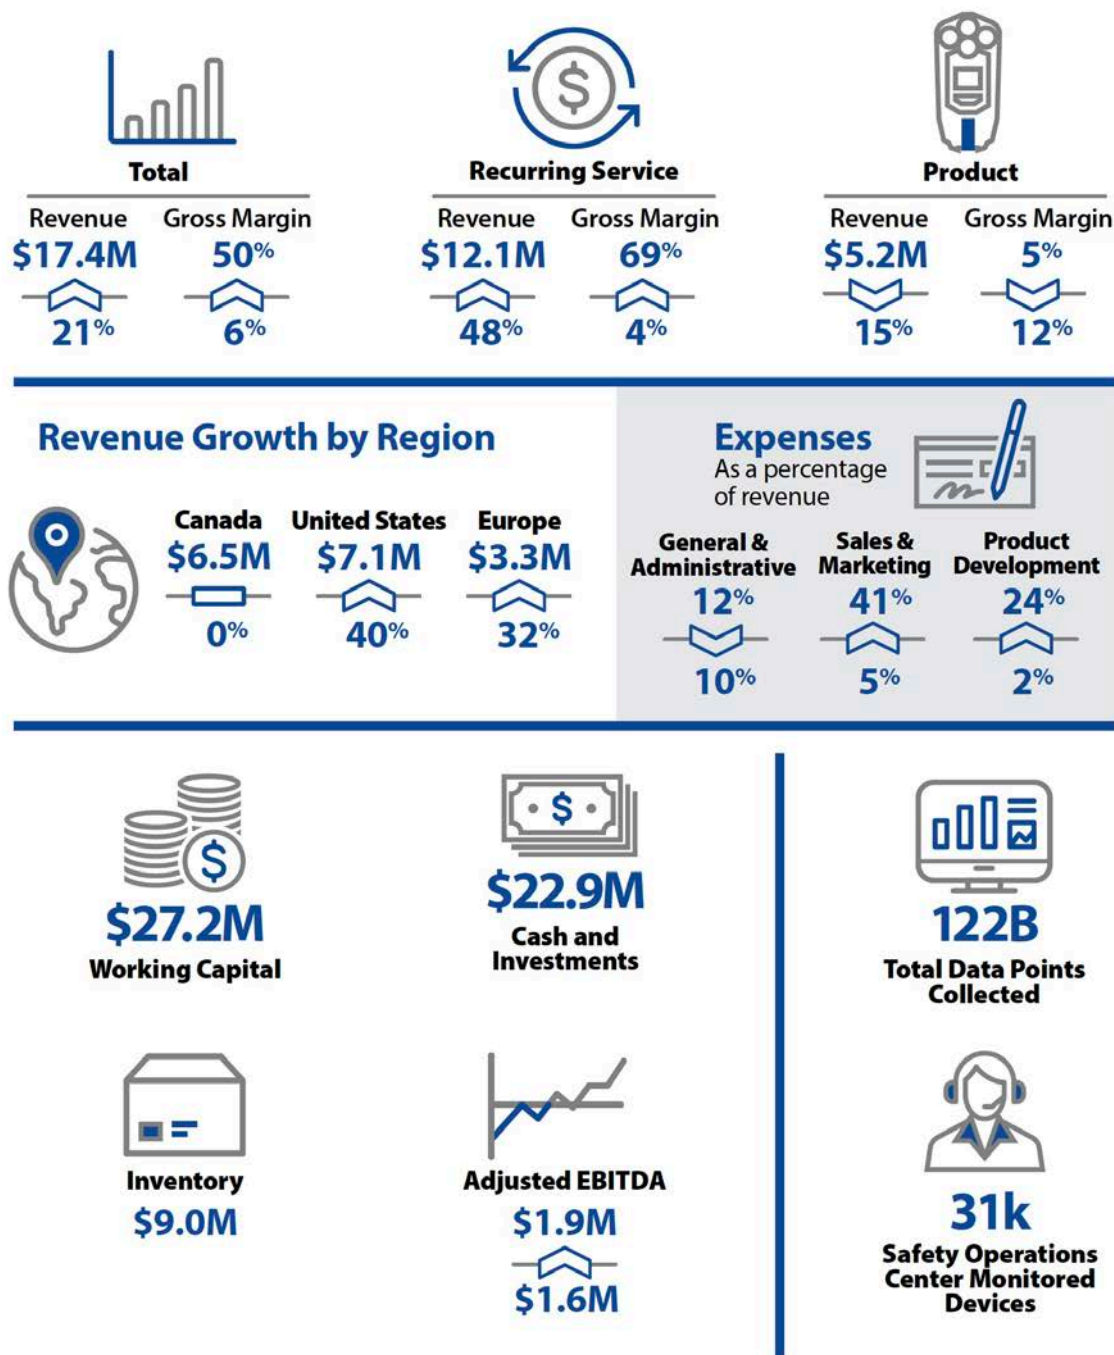 Total
Revenue Gross Margin
$17.4M 50%
21% 6%
Recurring Service
Revenue Gross Margin
$12.1M 69%
48% 4%
Product
Revenue Gross Margin
$5.2M 5%
15% 12%
Revenue Growth by Region
Canada
$6.5M
0%
United States
$7.1M
40%
Europe
$3.3M
32%
Expenses
As a percentage
of revenue
General &
Administrative
12%
10%
Sales &
Marketing
41%
5%
Product
Development
24%
2%
$
$27.2M
Working Capital
$
$22.9M
Cash and
Investments
Inventory
$9.0M
Adjusted EBITDA
$1.9M
$1.6M
122B
Total Data Points
Collected
31k
Safety Operations
Center Monitored
Devices